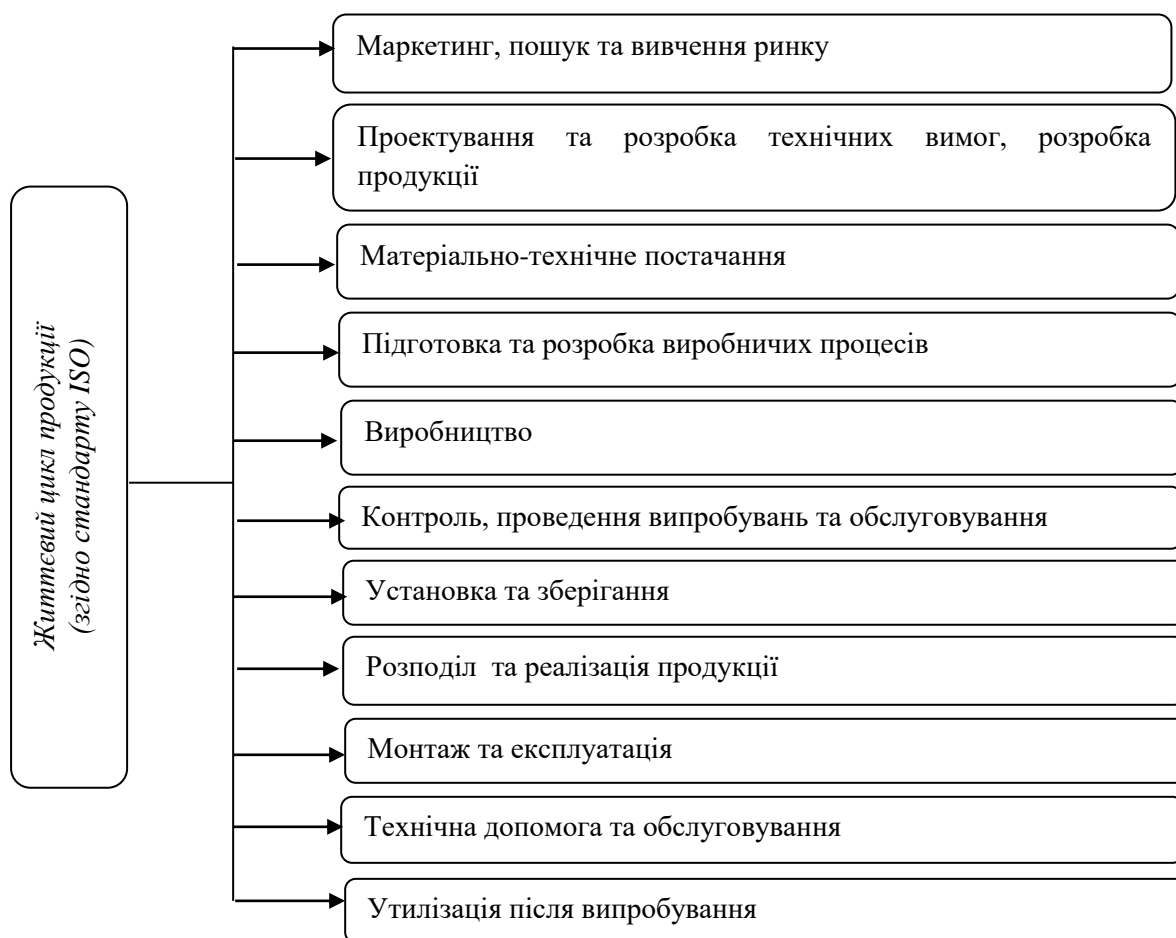 Маркетинг, пошук та вивчення ринку
Проектування та розробка технічних вимог, розробка
продукції
Матеріально-технічне постачання
Підготовка та розробка виробничих процесів
Виробництво
Контроль, проведення випробувань та обслуговування
Установка та зберігання
Розподіл та реалізація продукції
Монтаж та експлуатація
Технічна допомога та обслуговування
Утилізація після випробування
Життєвий цикл продукції
(згідно стандарту ISO)